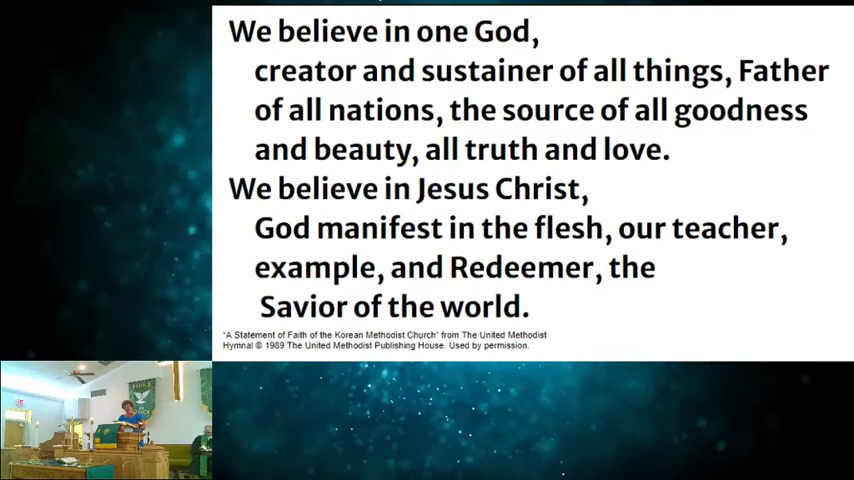 We believe in one God,
creator and sustainer of all things, Father
of all nations, the source of all goodness
and beauty, all truth and love.
We believe in Jesus Christ,
God manifest in the flesh, our teacher,
example, and Redeemer, the
Savior of the world.
"A Statement of Faith of the Korean Methodist Church" from The United Methodist
Hymnal © 1989 The United Methodist Publishing House. Used by permission.